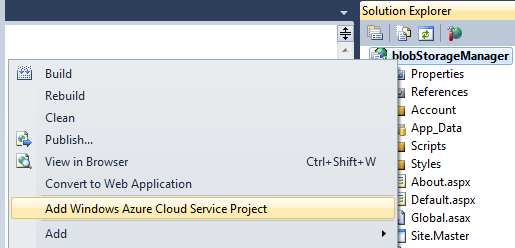 Solution Explorer
blobStorageManager
Properties
References
Account
App_Data
Scripts
Styles
About.aspx
Default.aspx
Global.asax
Site.Master
Build
Rebuild
Clean
Publish...
View in Browser Ctrl+Shift+W
Convert to Web Application
Add Windows Azure Cloud Service Project
Add